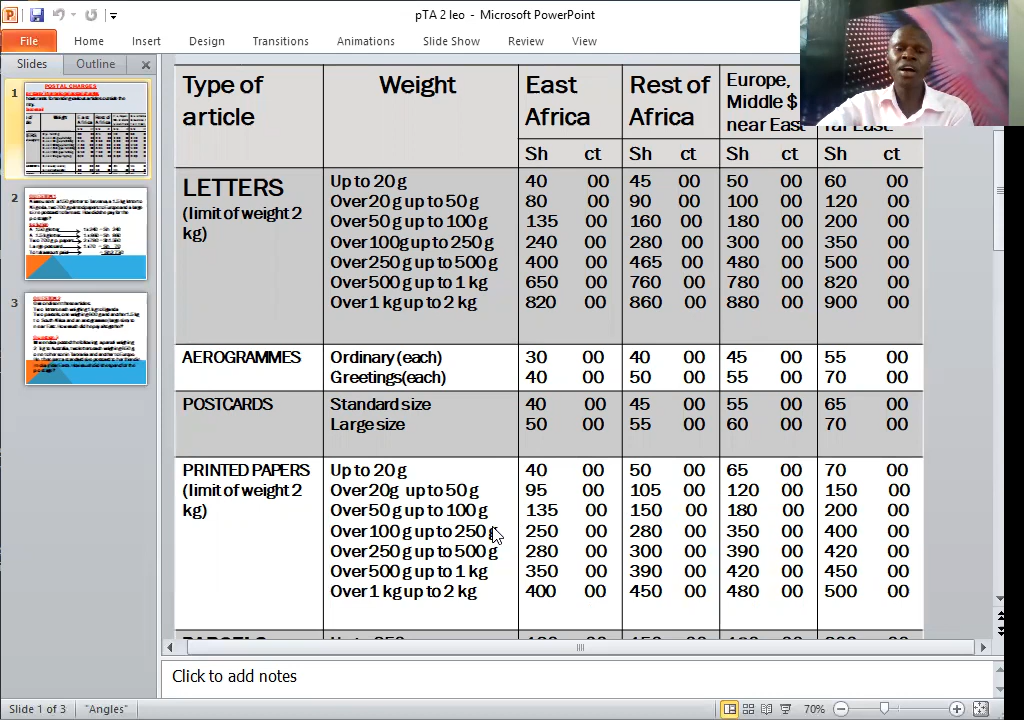 pTA 2 leo - Microsoft PowerPoint
File Home Insert Design Transitions Animations Slide Show Review View
Slides Outline
1
POSTAL CHARGES
2
3
Type of article Weight East Africa Rest of Africa Europe, Middle $ near East far East
Sh ct Sh ct Sh ct Sh ct
LETTERS (limit of weight 2 kg)
Up to 20 g 40 00 45 00 50 00 60 00
Over 20 g up to 50 g 80 00 90 00 100 00 120 00
Over 50 g up to 100 g 135 00 160 00 180 00 200 00
Over 100g up to 250 g 240 00 280 00 300 00 350 00
Over 250 g up to 500 g 400 00 465 00 480 00 500 00
Over 500 g up to 1 kg 650 00 760 00 780 00 820 00
Over 1 kg up to 2 kg 820 00 860 00 880 00 900 00
AEROGRAMMES Ordinary (each) 30 00 40 00 45 00 55 00
Greetings(each) 40 00 50 00 55 00 70 00
POSTCARDS Standard size 40 00 45 00 55 00 65 00
Large size 50 00 55 00 60 00 70 00
PRINTED PAPERS (limit of weight 2 kg)
Up to 20 g 40 00 50 00 65 00 70 00
Over 20g up to 50 g 95 00 105 00 120 00 150 00
Over 50 g up to 100 g 135 00 150 00 180 00 200 00
Over 100 g up to 250 g 250 00 280 00 350 00 400 00
Over 250 g up to 500 g 280 00 300 00 390 00 420 00
Over 500 g up to 1 kg 350 00 390 00 420 00 450 00
Over 1 kg up to 2 kg 400 00 450 00 480 00 500 00
Click to add notes
Slide 1 of 3 "Angles" 70%